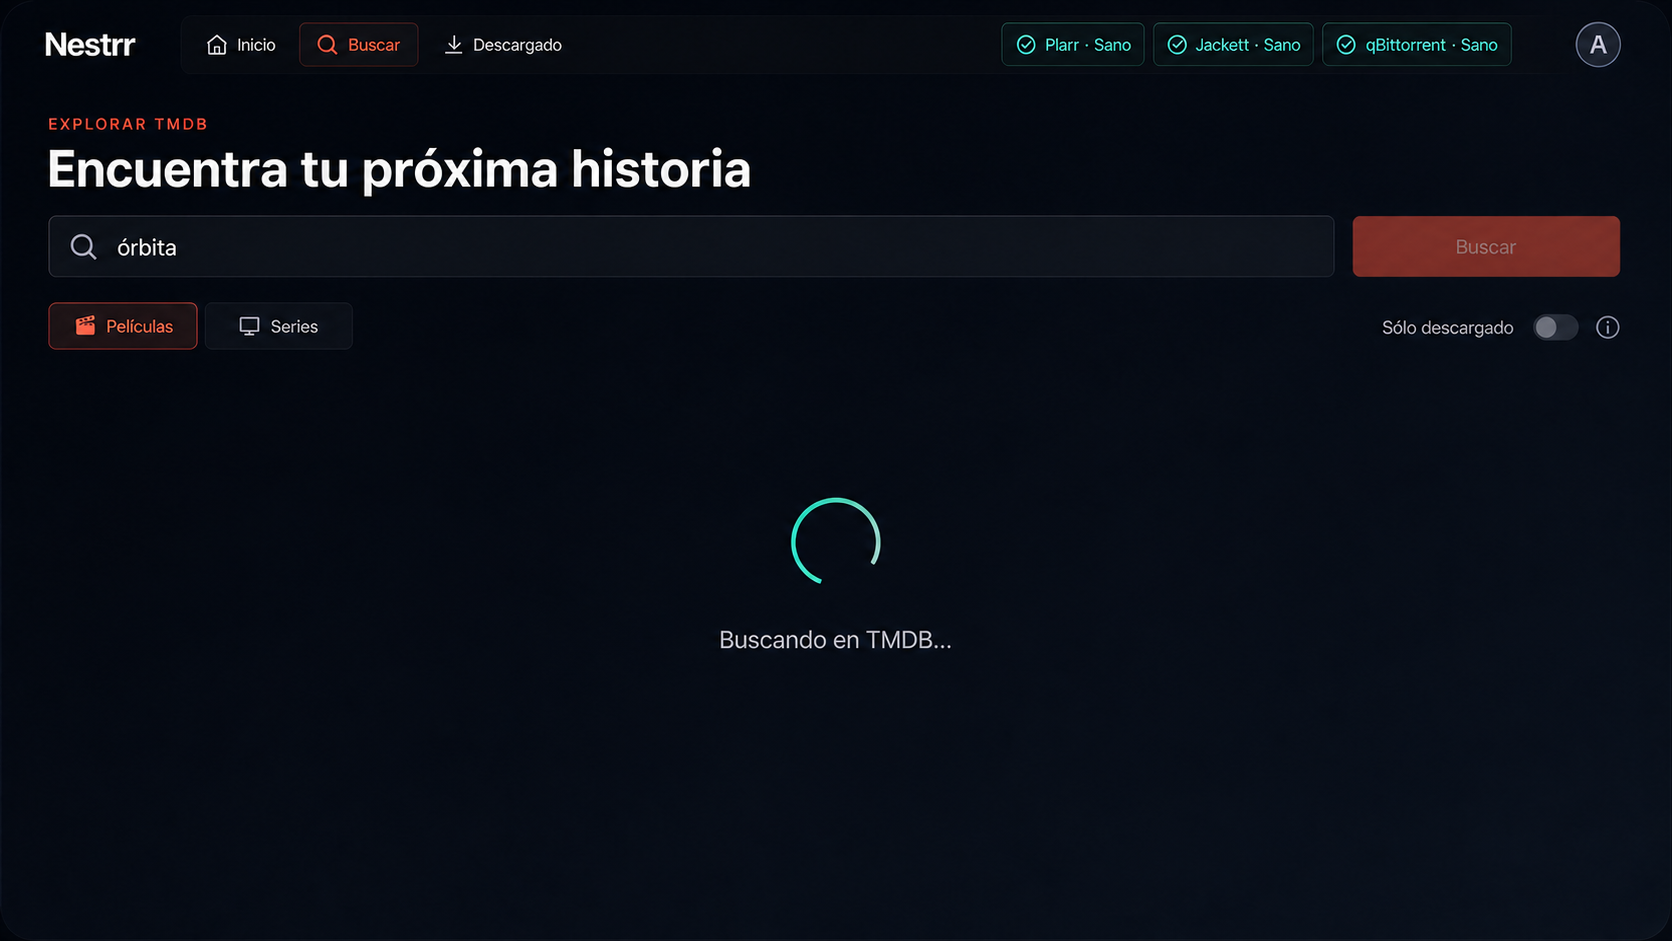 Nestrr
Inicio
Buscar
Descargado
Plarr · Sano
Jackett · Sano
qBittorrent · Sano
A
EXPLORAR TMDB
Encuentra tu próxima historia
órbita
Buscar
Películas
Series
Sólo descargado
Buscando en TMDB...